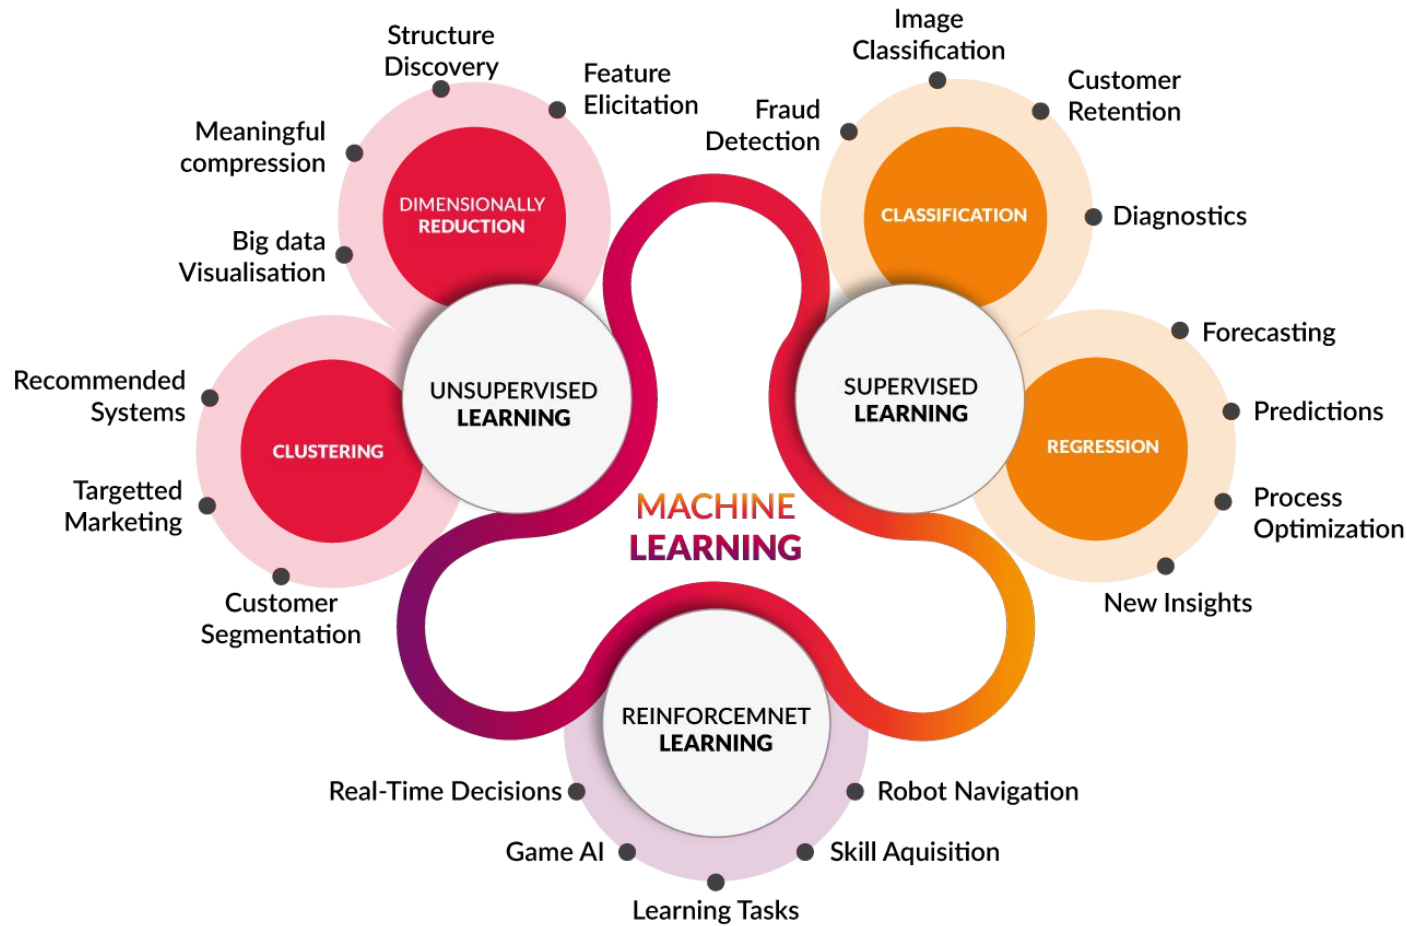 Structure
Discovery
Feature
Elicitation
Meaningful
compression
Big data
Visualisation
DIMENSIONALLY
REDUCTION
Image
Classification
Customer
Retention
Fraud
Detection
Diagnostics
CLASSIFICATION
UNSUPERVISED
LEARNING
SUPERVISED
LEARNING
Recommended
Systems
Targetted
Marketing
Customer
Segmentation
CLUSTERING
Forecasting
Predictions
Process
Optimization
New Insights
REGRESSION
MACHINE
LEARNING
REINFORCEMNET
LEARNING
Real-Time Decisions
Robot Navigation
Game AI
Skill Aquisition
Learning Tasks